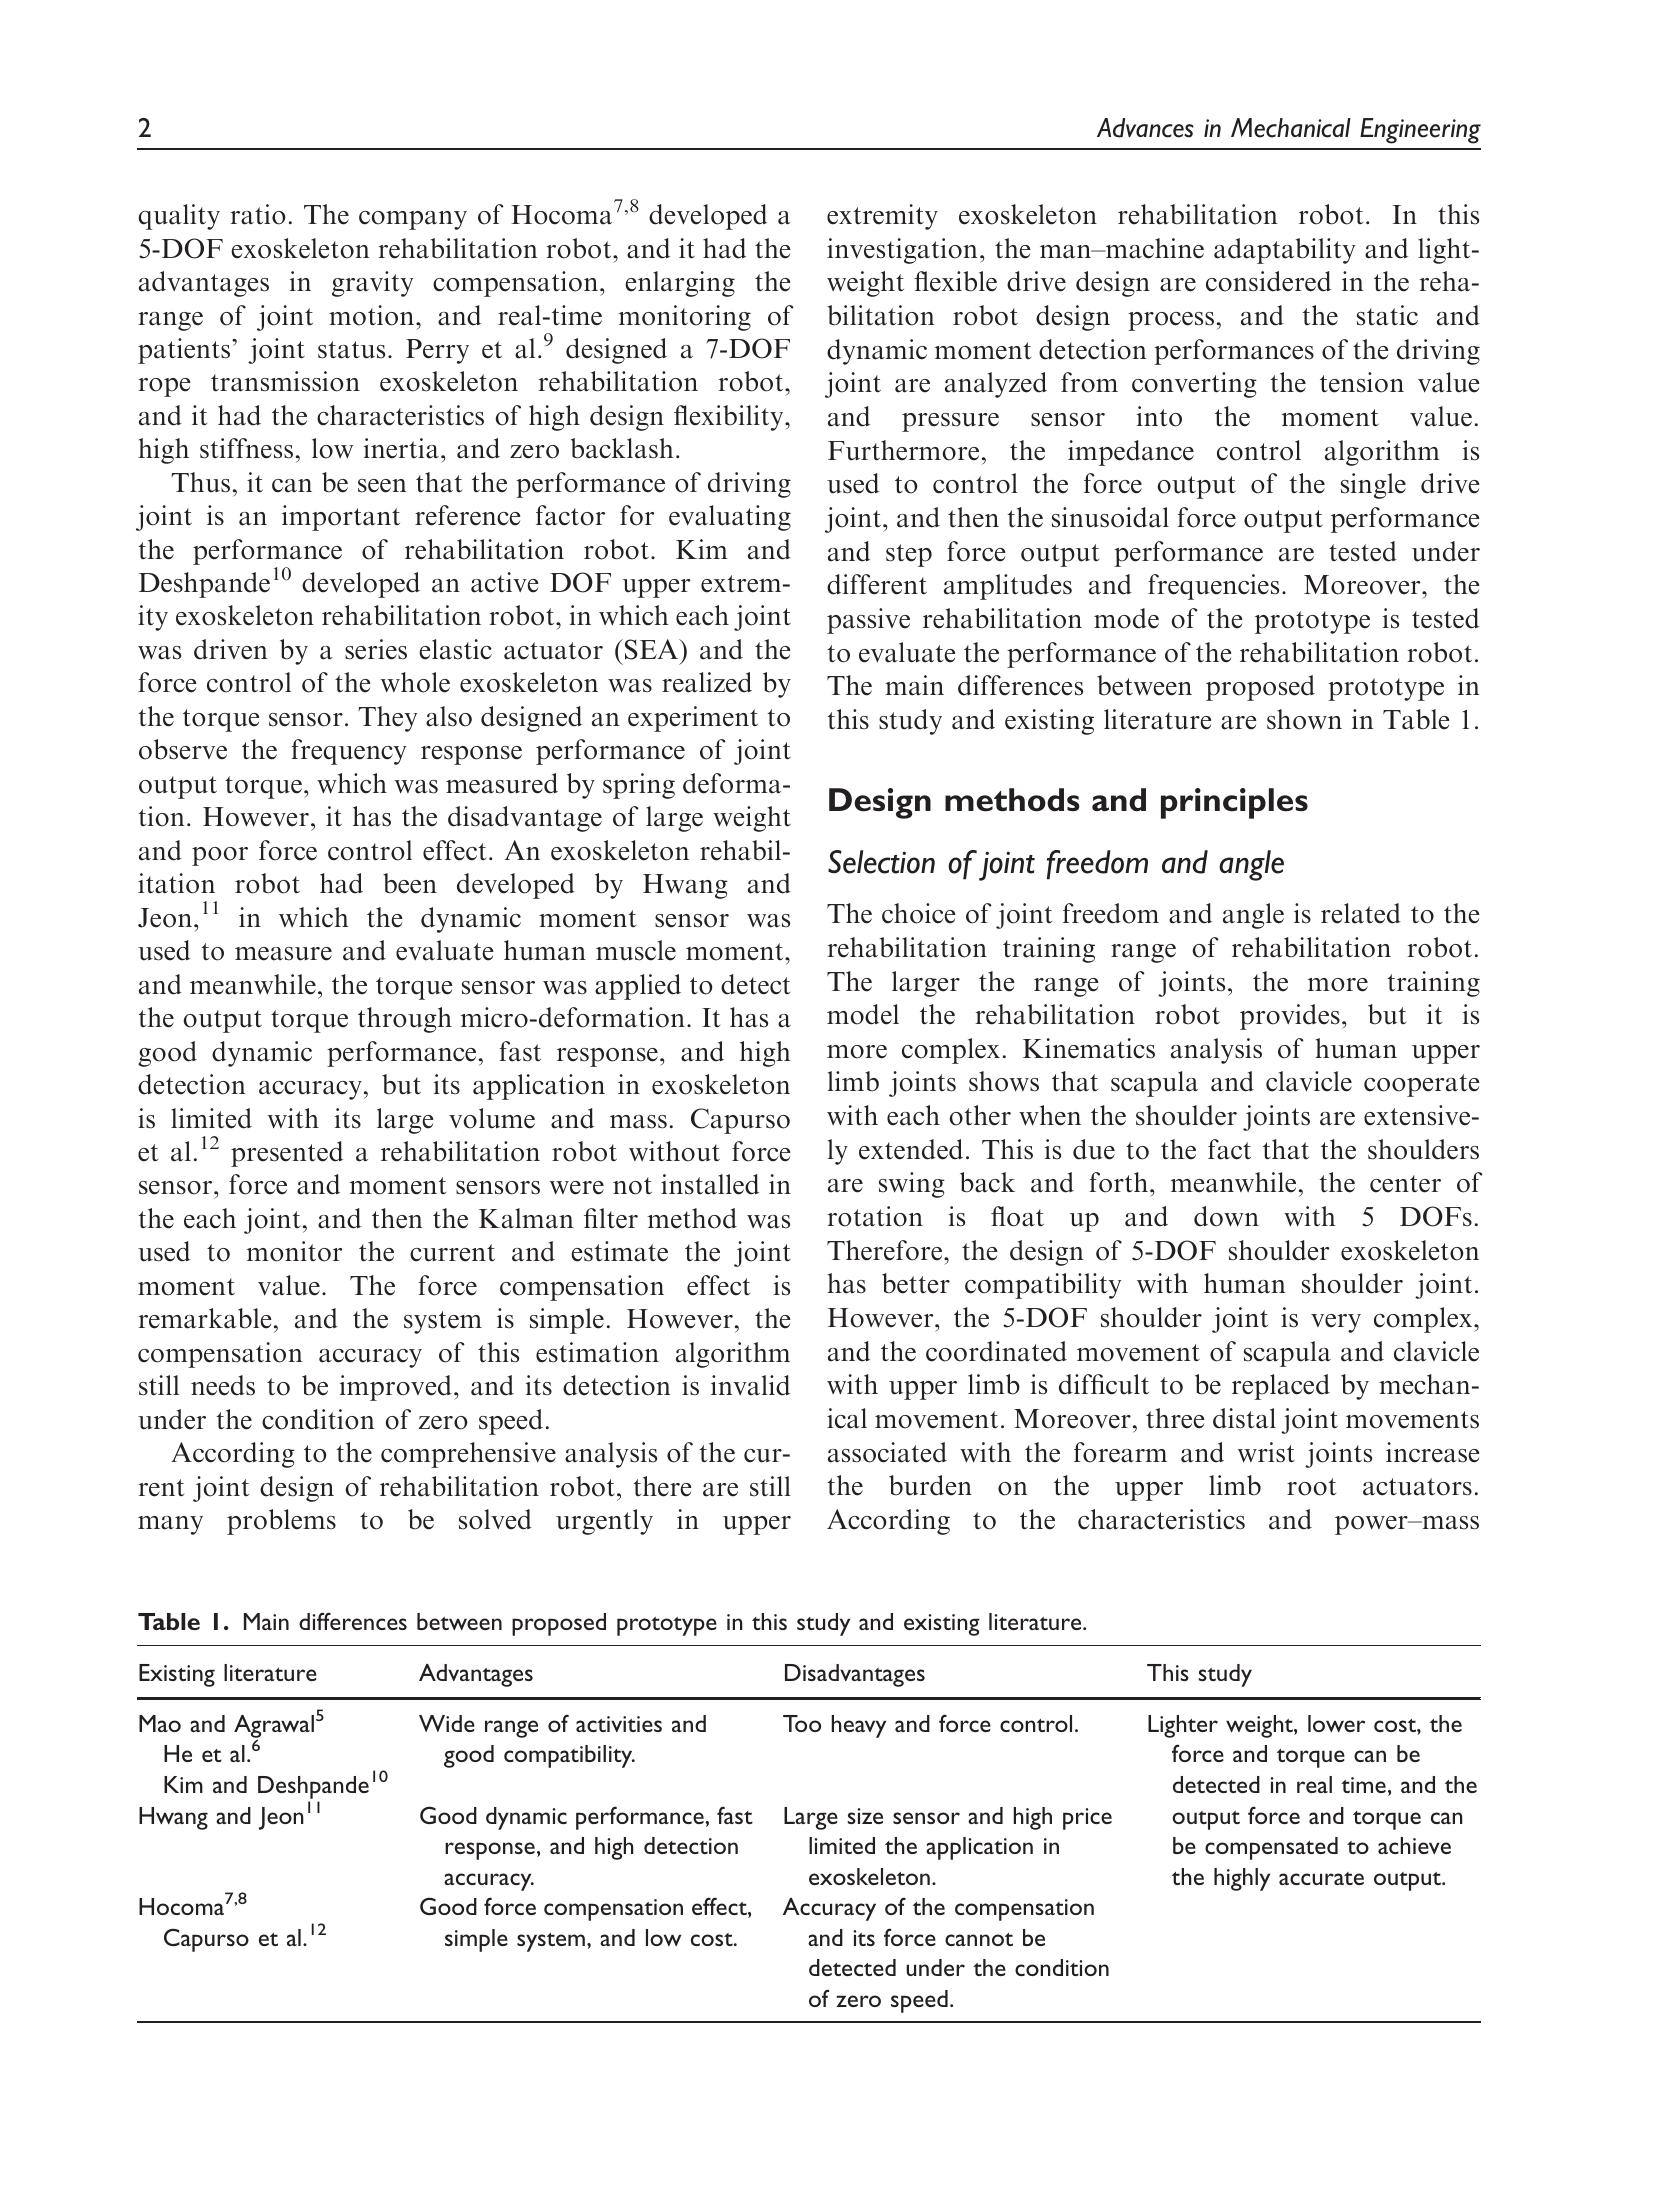 2
Advances in Mechanical Engineering
quality ratio. The company of Hocoma7,8 developed a
5-DOF exoskeleton rehabilitation robot, and it had the
advantages in gravity compensation, enlarging the
range of joint motion, and real-time monitoring of
patients' joint status. Perry et al.9 designed a 7-DOF
rope transmission exoskeleton rehabilitation robot,
and it had the characteristics of high design flexibility,
high stiffness, low inertia, and zero backlash.
Thus, it can be seen that the performance of driving
joint is an important reference factor for evaluating
the performance of rehabilitation robot. Kim and
Deshpande10 developed an active DOF upper extrem-
ity exoskeleton rehabilitation robot, in which each joint
was driven by a series elastic actuator (SEA) and the
force control of the whole exoskeleton was realized by
the torque sensor. They also designed an experiment to
observe the frequency response performance of joint
output torque, which was measured by spring deforma-
tion. However, it has the disadvantage of large weight
and poor force control effect. An exoskeleton rehabil-
itation robot had been developed by Hwang and
Jeon,11 in which the dynamic moment sensor was
used to measure and evaluate human muscle moment,
and meanwhile, the torque sensor was applied to detect
the output torque through micro-deformation. It has a
good dynamic performance, fast response, and high
detection accuracy, but its application in exoskeleton
is limited with its large volume and mass. Capurso
et al.12 presented a rehabilitation robot without force
sensor, force and moment sensors were not installed in
the each joint, and then the Kalman filter method was
used to monitor the current and estimate the joint
moment value. The force compensation effect is
remarkable, and the system is simple. However, the
compensation accuracy of this estimation algorithm
still needs to be improved, and its detection is invalid
under the condition of zero speed.
According to the comprehensive analysis of the cur-
rent joint design of rehabilitation robot, there are still
many problems to be solved urgently in upper
extremity exoskeleton rehabilitation robot. In this
investigation, the man–machine adaptability and light-
weight flexible drive design are considered in the reha-
bilitation robot design process, and the static and
dynamic moment detection performances of the driving
joint are analyzed from converting the tension value
and pressure sensor into the moment value.
Furthermore, the impedance control algorithm is
used to control the force output of the single drive
joint, and then the sinusoidal force output performance
and step force output performance are tested under
different amplitudes and frequencies. Moreover, the
passive rehabilitation mode of the prototype is tested
to evaluate the performance of the rehabilitation robot.
The main differences between proposed prototype in
this study and existing literature are shown in Table 1.
Design methods and principles
Selection of joint freedom and angle
The choice of joint freedom and angle is related to the
rehabilitation training range of rehabilitation robot.
The larger the range of joints, the more training
model the rehabilitation robot provides, but it is
more complex. Kinematics analysis of human upper
limb joints shows that scapula and clavicle cooperate
with each other when the shoulder joints are extensive-
ly extended. This is due to the fact that the shoulders
are swing back and forth, meanwhile, the center of
rotation is float up and down with 5 DOFs.
Therefore, the design of 5-DOF shoulder exoskeleton
has better compatibility with human shoulder joint.
However, the 5-DOF shoulder joint is very complex,
and the coordinated movement of scapula and clavicle
with upper limb is difficult to be replaced by mechan-
ical movement. Moreover, three distal joint movements
associated with the forearm and wrist joints increase
the burden on the upper limb root actuators.
According to the characteristics and power–mass
Table 1. Main differences between proposed prototype in this study and existing literature.
Existing literature Advantages Disadvantages This study
Mao and Agrawal5 Wide range of activities and Too heavy and force control. Lighter weight, lower cost, the
He et al.6 good compatibility. force and torque can be
Kim and Deshpande10 detected in real time, and the
Hwang and Jeon11 Good dynamic performance, fast Large size sensor and high price output force and torque can
response, and high detection limited the application in be compensated to achieve
accuracy. exoskeleton. the highly accurate output.
Hocoma7,8 Good force compensation effect, Accuracy of the compensation
Capurso et al.12 simple system, and low cost. and its force cannot be
detected under the condition
of zero speed.